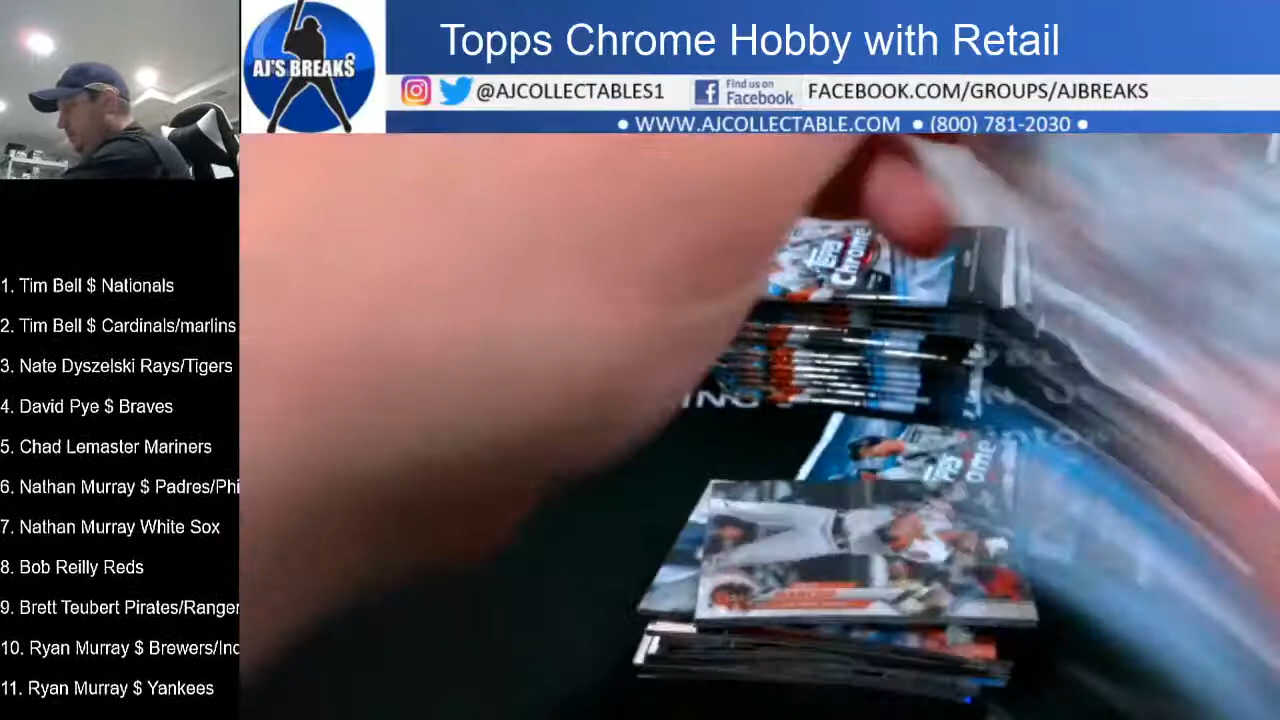 Topps Chrome Hobby with Retail
AJ'S BREAKS
@AJCOLLECTABLES1
Find us on
Facebook
FACEBOOK.COM/GROUPS/AJBREAKS
• WWW.AJCOLLECTABLE.COM • (800) 781-2030 •
1. Tim Bell $ Nationals
2. Tim Bell $ Cardinals/marlins
3. Nate Dyszelski Rays/Tigers
4. David Pye $ Braves
5. Chad Lemaster Mariners
6. Nathan Murray $ Padres/Phi
7. Nathan Murray White Sox
8. Bob Reilly Reds
9. Brett Teubert Pirates/Ranger
10. Ryan Murray $ Brewers/Ind
11. Ryan Murray $ Yankees
Topps
Chrome